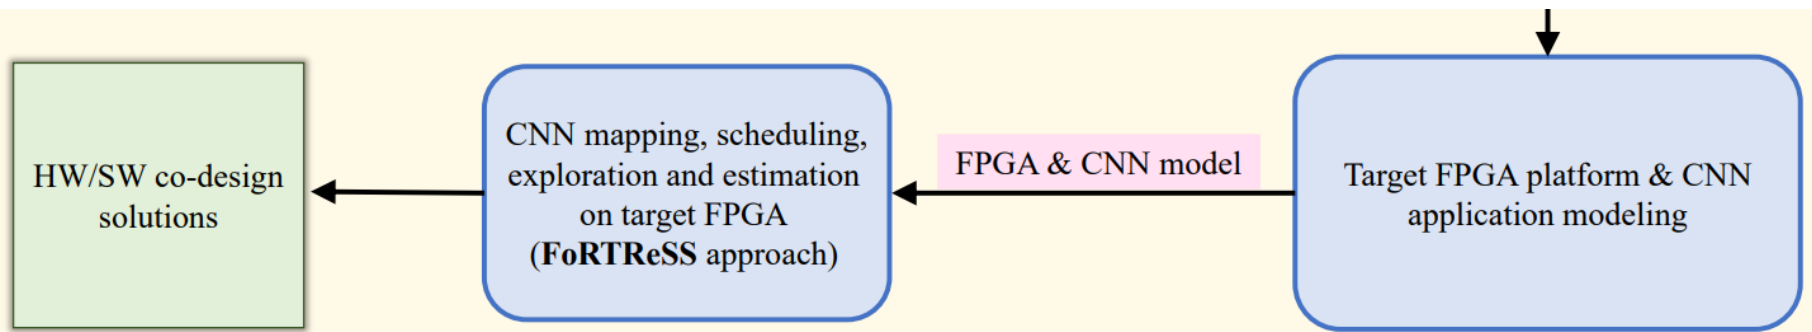 HW/SW co-design
solutions
CNN mapping, scheduling,
exploration and estimation
on target FPGA
(FoRTReSS approach)
FPGA & CNN model
Target FPGA platform & CNN
application modeling